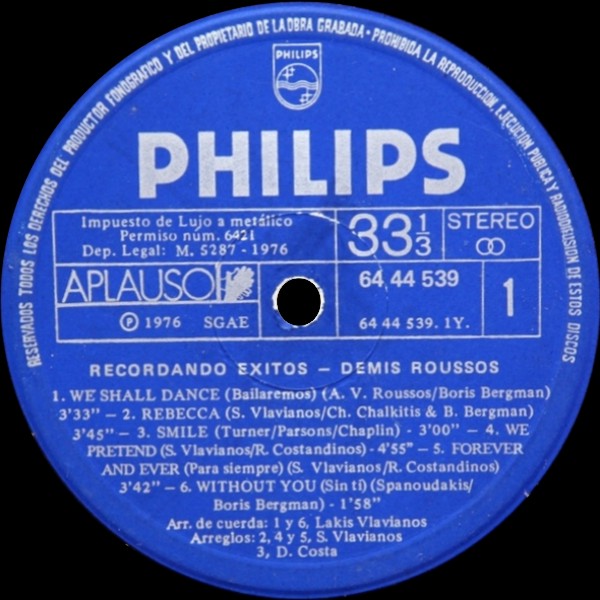 RESERVADOS TODOS LOS DERECHOS DEL PRODUCTOR FONOGRAFICO Y DEL PROPIETARIO DE LA OBRA GRABADA - PROHIBIDA LA REPRODUCCION, EJECUCION PUBLICA Y RADIODIFUSION DE ESTOS DISCOS
PHILIPS
PHILIPS
Impuesto de Lujo a metálico
Permiso núm. 6421
Dep. Legal: M. 5287 - 1976
33 1/3
STEREO
APLAUSO
64 44 539
1
℗ 1976 SGAE
64 44 539. 1Y.
RECORDANDO EXITOS — DEMIS ROUSSOS
1. WE SHALL DANCE (Bailaremos) (A. V. Roussos/Boris Bergman)
3'33" — 2. REBECCA (S. Vlavianos/Ch. Chalkitis & B. Bergman)
3'45" — 3. SMILE (Turner/Parsons/Chaplin) - 3'00" — 4. WE
PRETEND (S. Vlavianos/R. Costandinos) - 4'55" — 5. FOREVER
AND EVER (Para siempre) (S. Vlavianos/R. Costandinos)
3'42" — 6. WITHOUT YOU (Sin ti) (Spanoudakis/
Boris Bergman) - 1'58"
Arr. de cuerda: 1 y 6, Lakis Vlavianos
Arreglos: 2, 4 y 5, S. Vlavianos
3, D. Costa